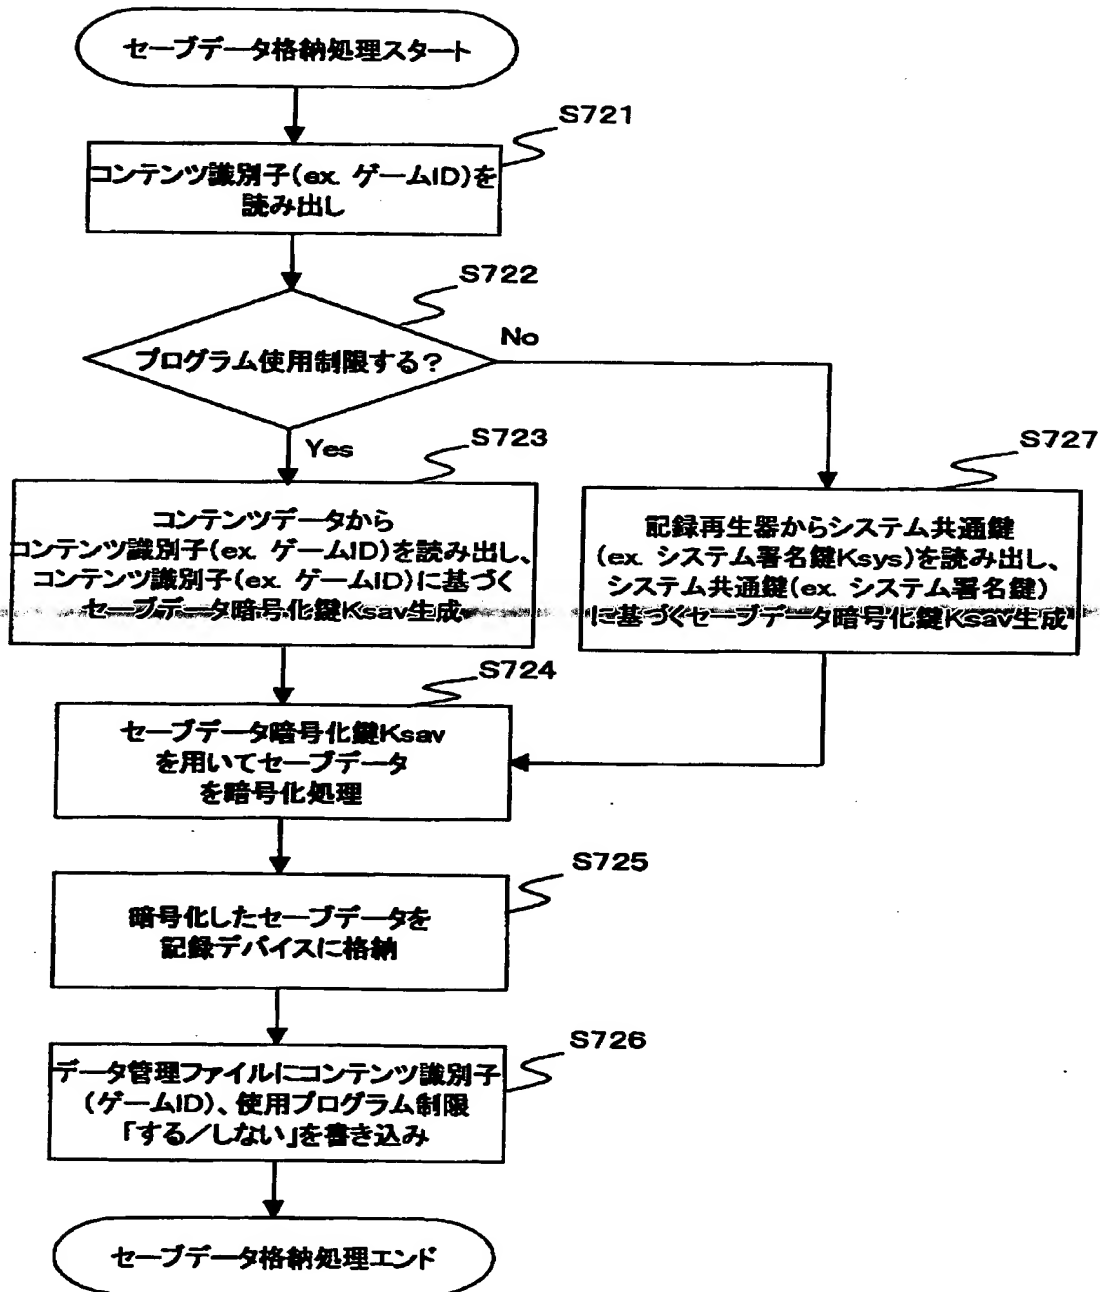 セーブデータ格納処理スタート
S721
コンテンツ識別子(ex. ゲームID)を
読み出し
S722
プログラム使用制限する?
No
Yes
S723
コンテンツデータから
コンテンツ識別子(ex. ゲームID)を読み出し、
コンテンツ識別子(ex. ゲームID)に基づく
セーブデータ暗号化鍵Ksav生成
S727
記録再生器からシステム共通鍵
(ex. システム署名鍵Ksys)を読み出し、
システム共通鍵(ex. システム署名鍵)
に基づくセーブデータ暗号化鍵Ksav生成
S724
セーブデータ暗号化鍵Ksav
を用いてセーブデータ
を暗号化処理
S725
暗号化したセーブデータを
記録デバイスに格納
S726
データ管理ファイルにコンテンツ識別子
(ゲームID)、使用プログラム制限
「する/しない」を書き込み
セーブデータ格納処理エンド